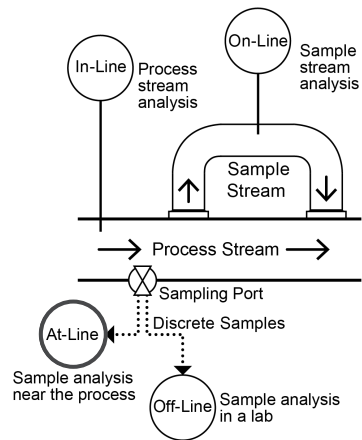 In-Line
Process
stream
analysis
On-Line
Sample
stream
analysis
Sample
Stream
Process Stream
Sampling Port
Discrete Samples
At-Line
Sample analysis
near the process
Off-Line
Sample analysis
in a lab